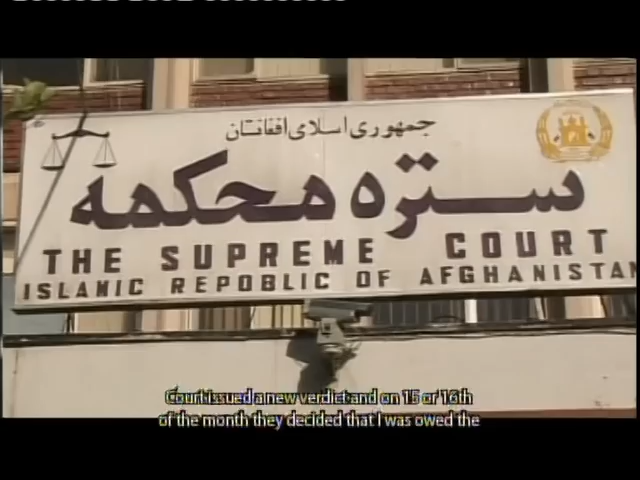 جمهوری اسلامی افغانستان
ستره محکمه
THE SUPREME COURT
ISLAMIC REPOBLIC OF AFGHANISTAN
Court issued a new verdict and on 15 or 16th
of the month they decided that I was owed the